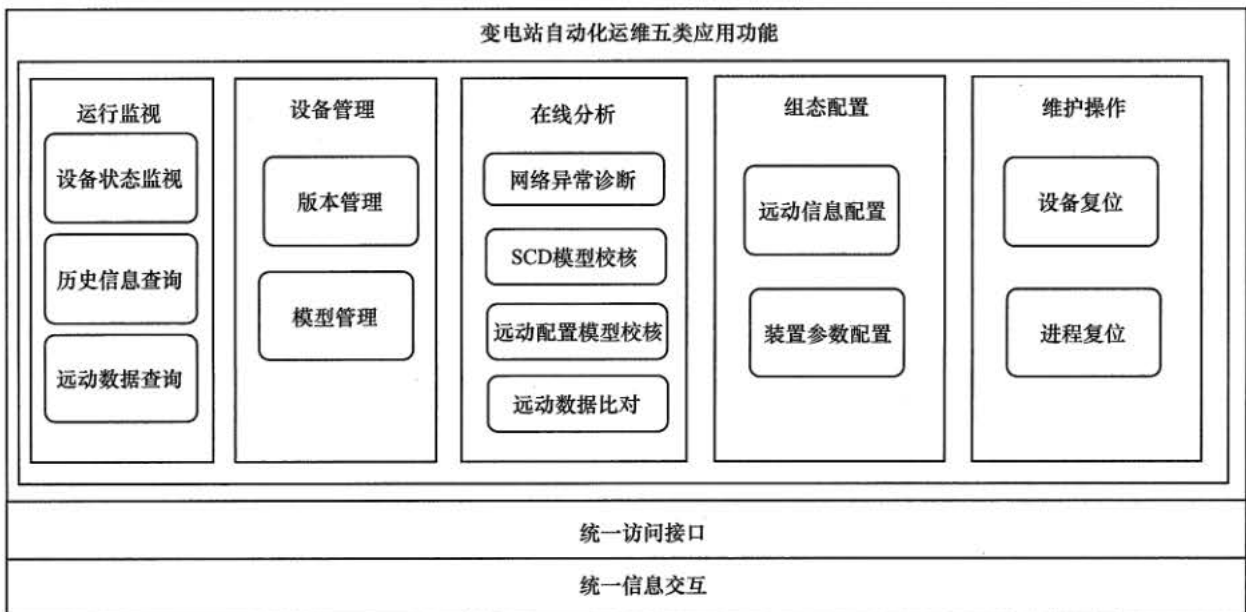 变电站自动化运维五类应用功能
运行监视
设备状态监视
历史信息查询
远动数据查询
设备管理
版本管理
模型管理
在线分析
网络异常诊断
SCD模型校核
远动配置模型校核
远动数据比对
组态配置
远动信息配置
装置参数配置
维护操作
设备复位
进程复位
统一访问接口
统一信息交互